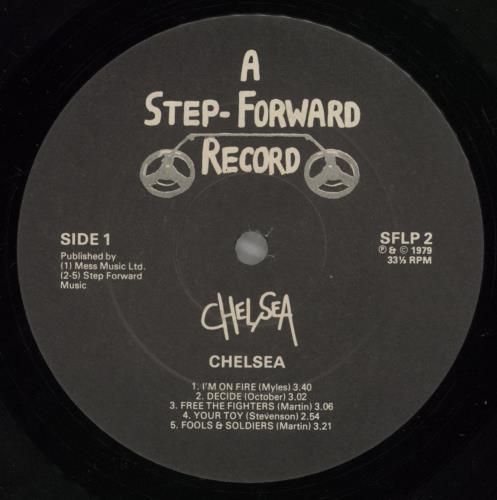 A
STEP-FORWARD
RECORD
SIDE 1
Published by
(1) Mess Music Ltd.
(2-5) Step Forward
Music
SFLP 2
Ⓟ & © 1979
33⅓ RPM
CHELSEA
CHELSEA
1. I'M ON FIRE (Myles) 3.40
2. DECIDE (October) 3.02
3. FREE THE FIGHTERS (Martin) 3.06
4. YOUR TOY (Stevenson) 2.54
5. FOOLS & SOLDIERS (Martin) 3.21